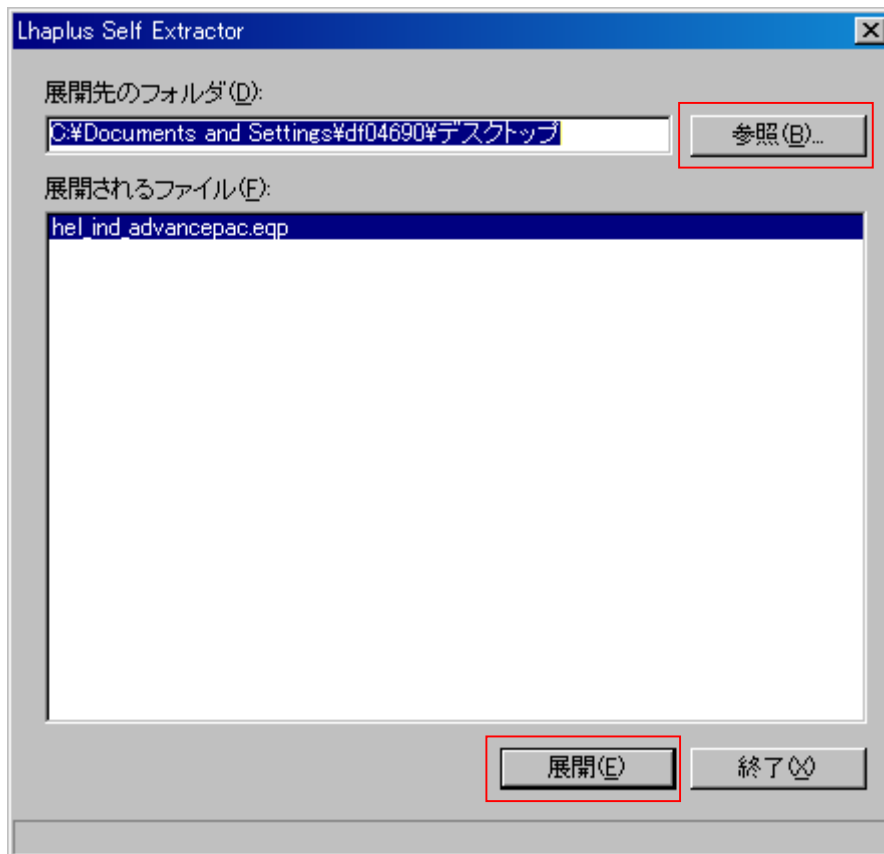 Lhaplus Self Extractor
展開先のフォルダ(D):
C:¥Documents and Settings¥df04690¥デスクトップ
参照(B)...
展開されるファイル(F):
hel_ind_advancepac.eqp
展開(E)
終了(X)